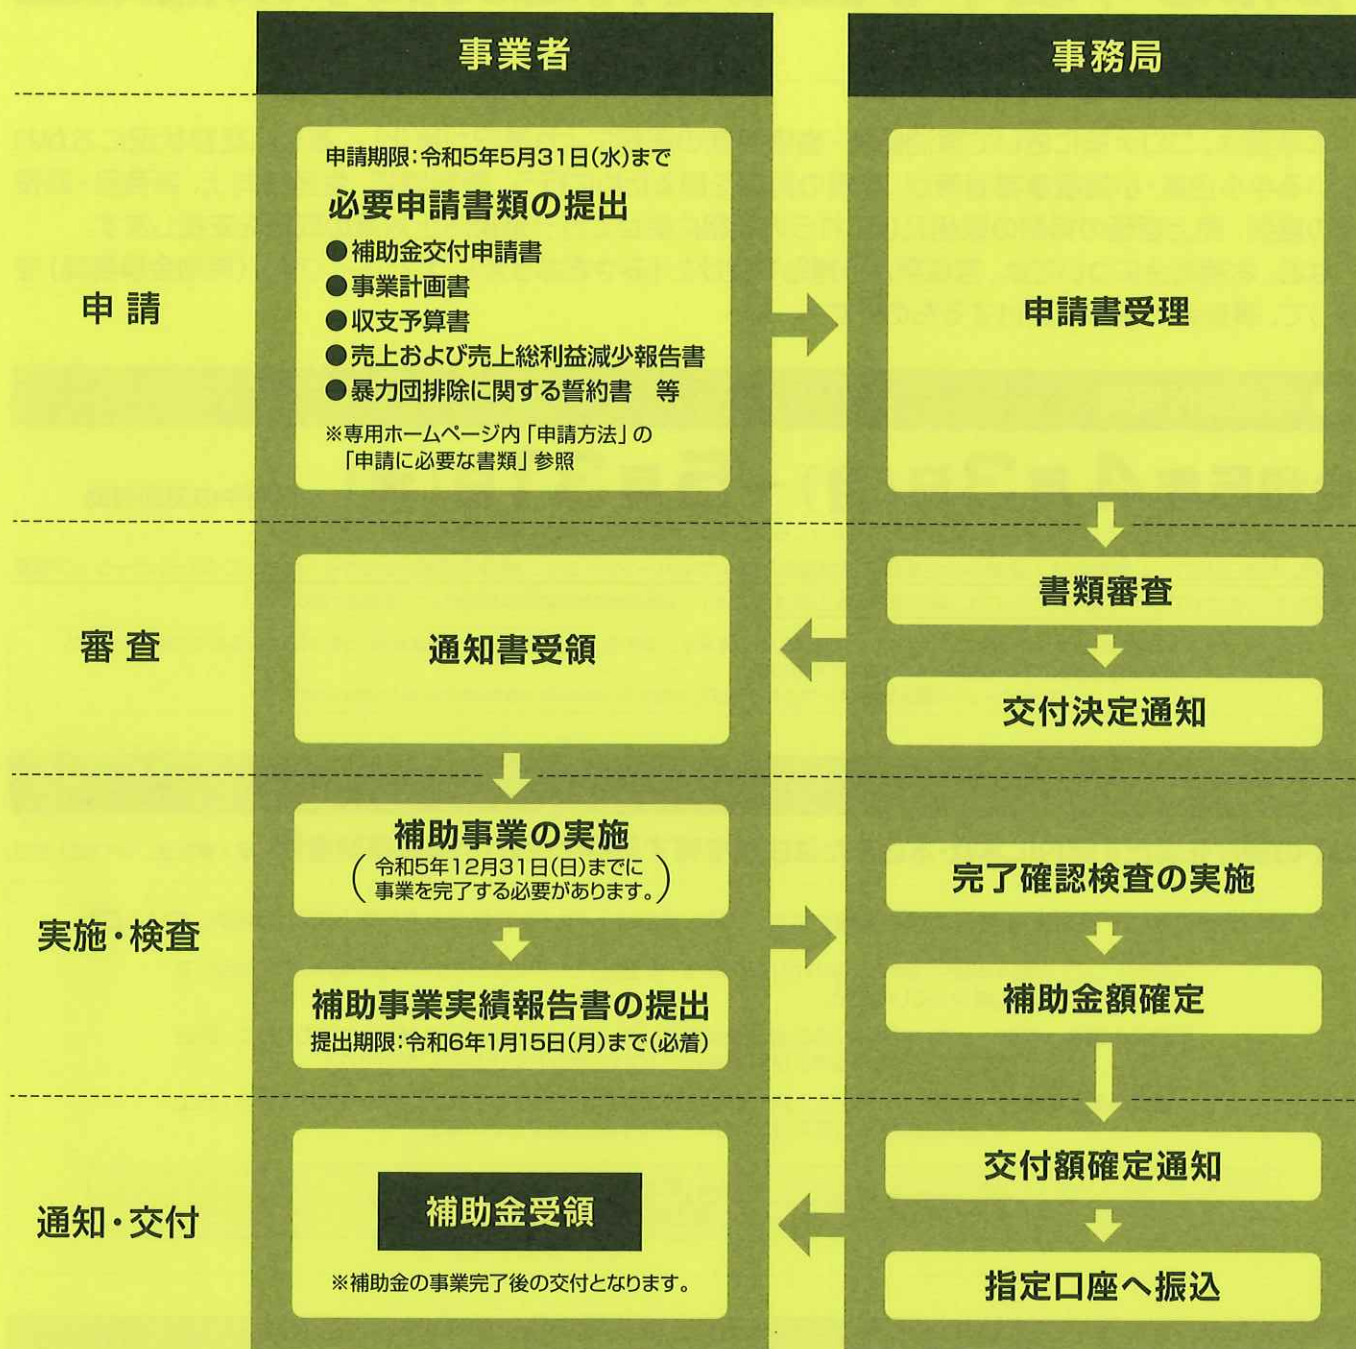 事業者
事務局
申請
申請期限:令和5年5月31日(水)まで
必要申請書類の提出
●補助金交付申請書
●事業計画書
●収支予算書
●売上および売上総利益減少報告書
●暴力団排除に関する誓約書 等
※専用ホームページ内「申請方法」の
「申請に必要な書類」参照
申請書受理
審査
通知書受領
書類審査
交付決定通知
実施・検査
補助事業の実施
(令和5年12月31日(日)までに
事業を完了する必要があります。)
補助事業実績報告書の提出
提出期限:令和6年1月15日(月)まで(必着)
完了確認検査の実施
補助金額確定
通知・交付
補助金受領
※補助金の事業完了後の交付となります。
交付額確定通知
指定口座へ振込